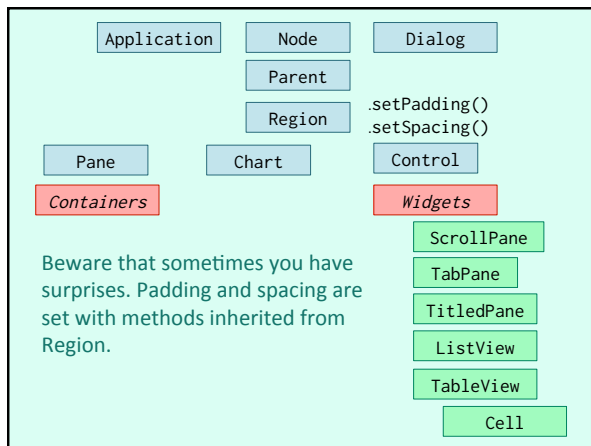 Application Node Dialog
Parent
Region .setPadding()
.setSpacing()
Pane Chart Control
Containers Widgets
ScrollPane
TabPane
TitledPane
ListView
TableView
Cell
Beware that sometimes you have
surprises. Padding and spacing are
set with methods inherited from
Region.